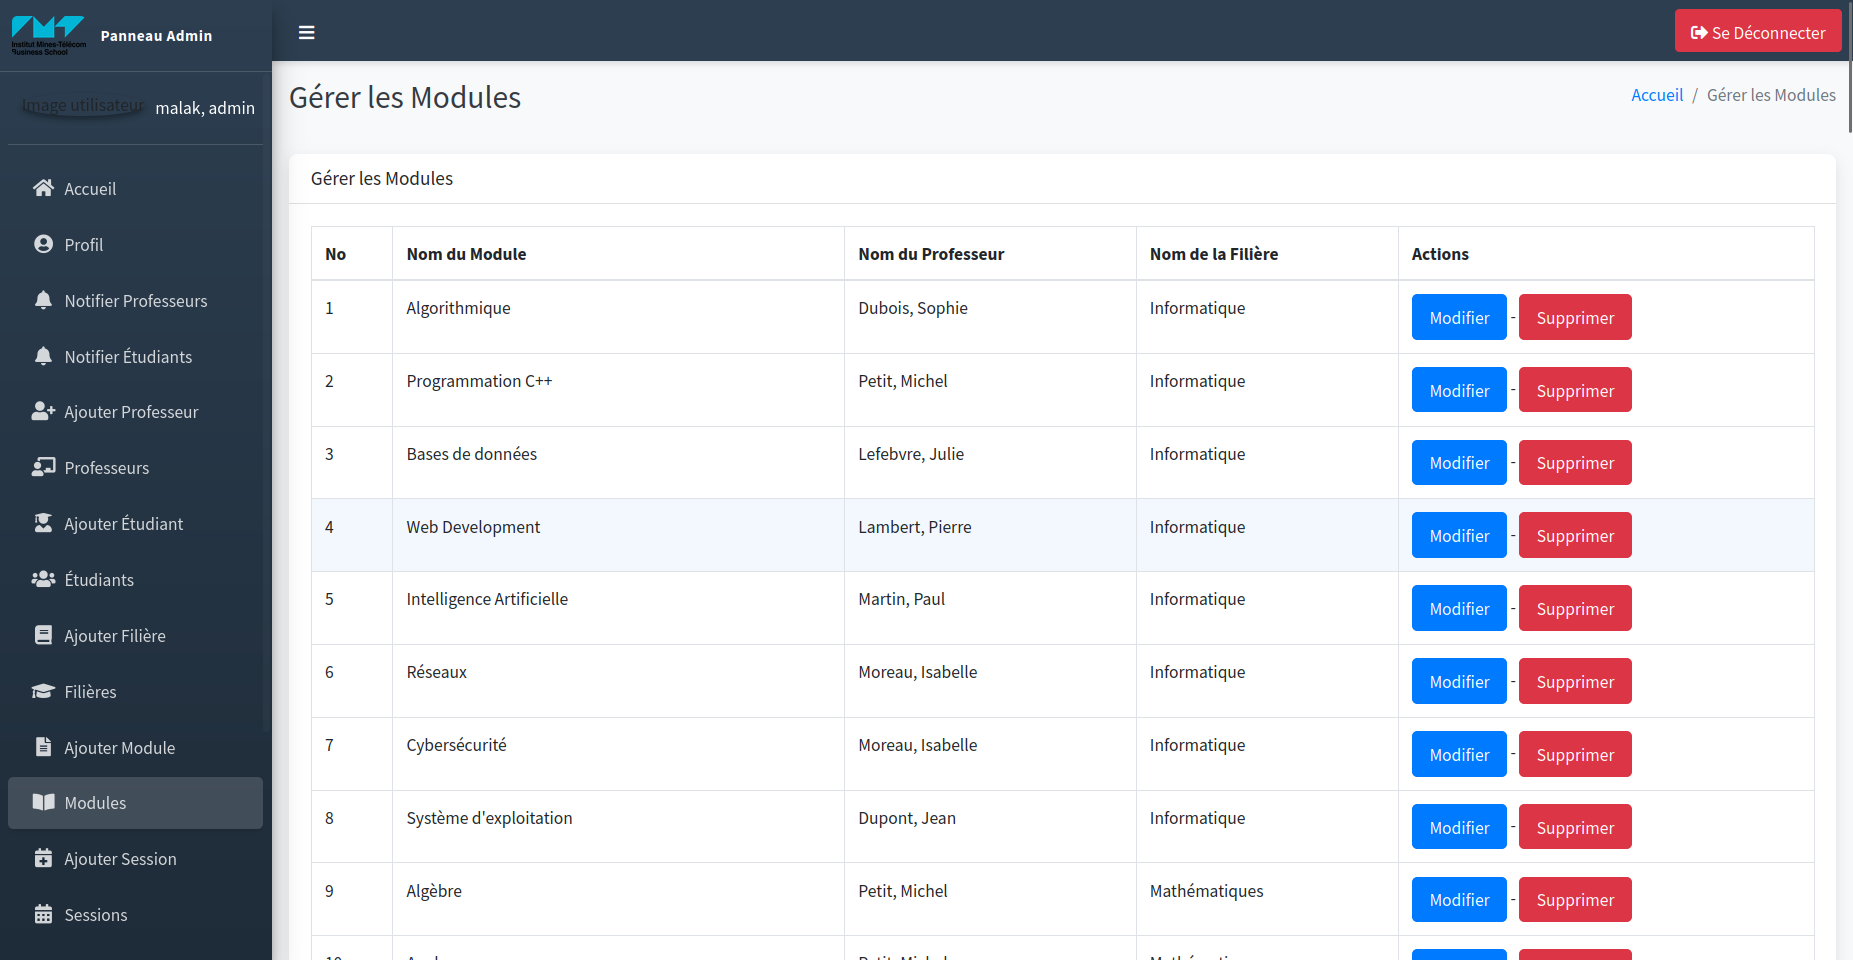 Institut Mines-Télécom
Business School
Panneau Admin
Se Déconnecter
Image utilisateur
malak, admin
Accueil
Profil
Notifier Professeurs
Notifier Étudiants
Ajouter Professeur
Professeurs
Ajouter Étudiant
Étudiants
Ajouter Filière
Filières
Ajouter Module
Modules
Ajouter Session
Sessions
Gérer les Modules
Accueil / Gérer les Modules
Gérer les Modules
No Nom du Module Nom du Professeur Nom de la Filière Actions
1 Algorithmique Dubois, Sophie Informatique Modifier - Supprimer
2 Programmation C++ Petit, Michel Informatique Modifier - Supprimer
3 Bases de données Lefebvre, Julie Informatique Modifier - Supprimer
4 Web Development Lambert, Pierre Informatique Modifier - Supprimer
5 Intelligence Artificielle Martin, Paul Informatique Modifier - Supprimer
6 Réseaux Moreau, Isabelle Informatique Modifier - Supprimer
7 Cybersécurité Moreau, Isabelle Informatique Modifier - Supprimer
8 Système d'exploitation Dupont, Jean Informatique Modifier - Supprimer
9 Algèbre Petit, Michel Mathématiques Modifier - Supprimer